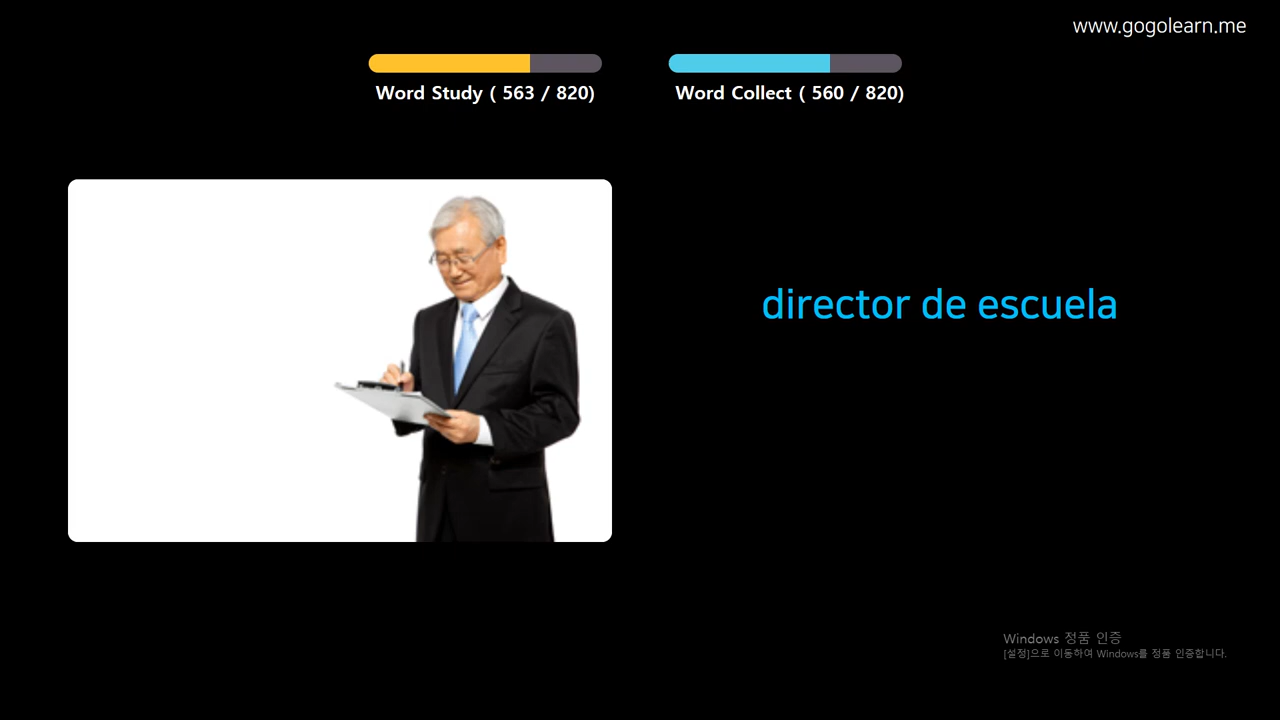 www.gogolearn.me
Word Study ( 563 / 820)
Word Collect ( 560 / 820)
director de escuela
Windows 정품 인증
[설정]으로 이동하여 Windows를 정품 인증합니다.